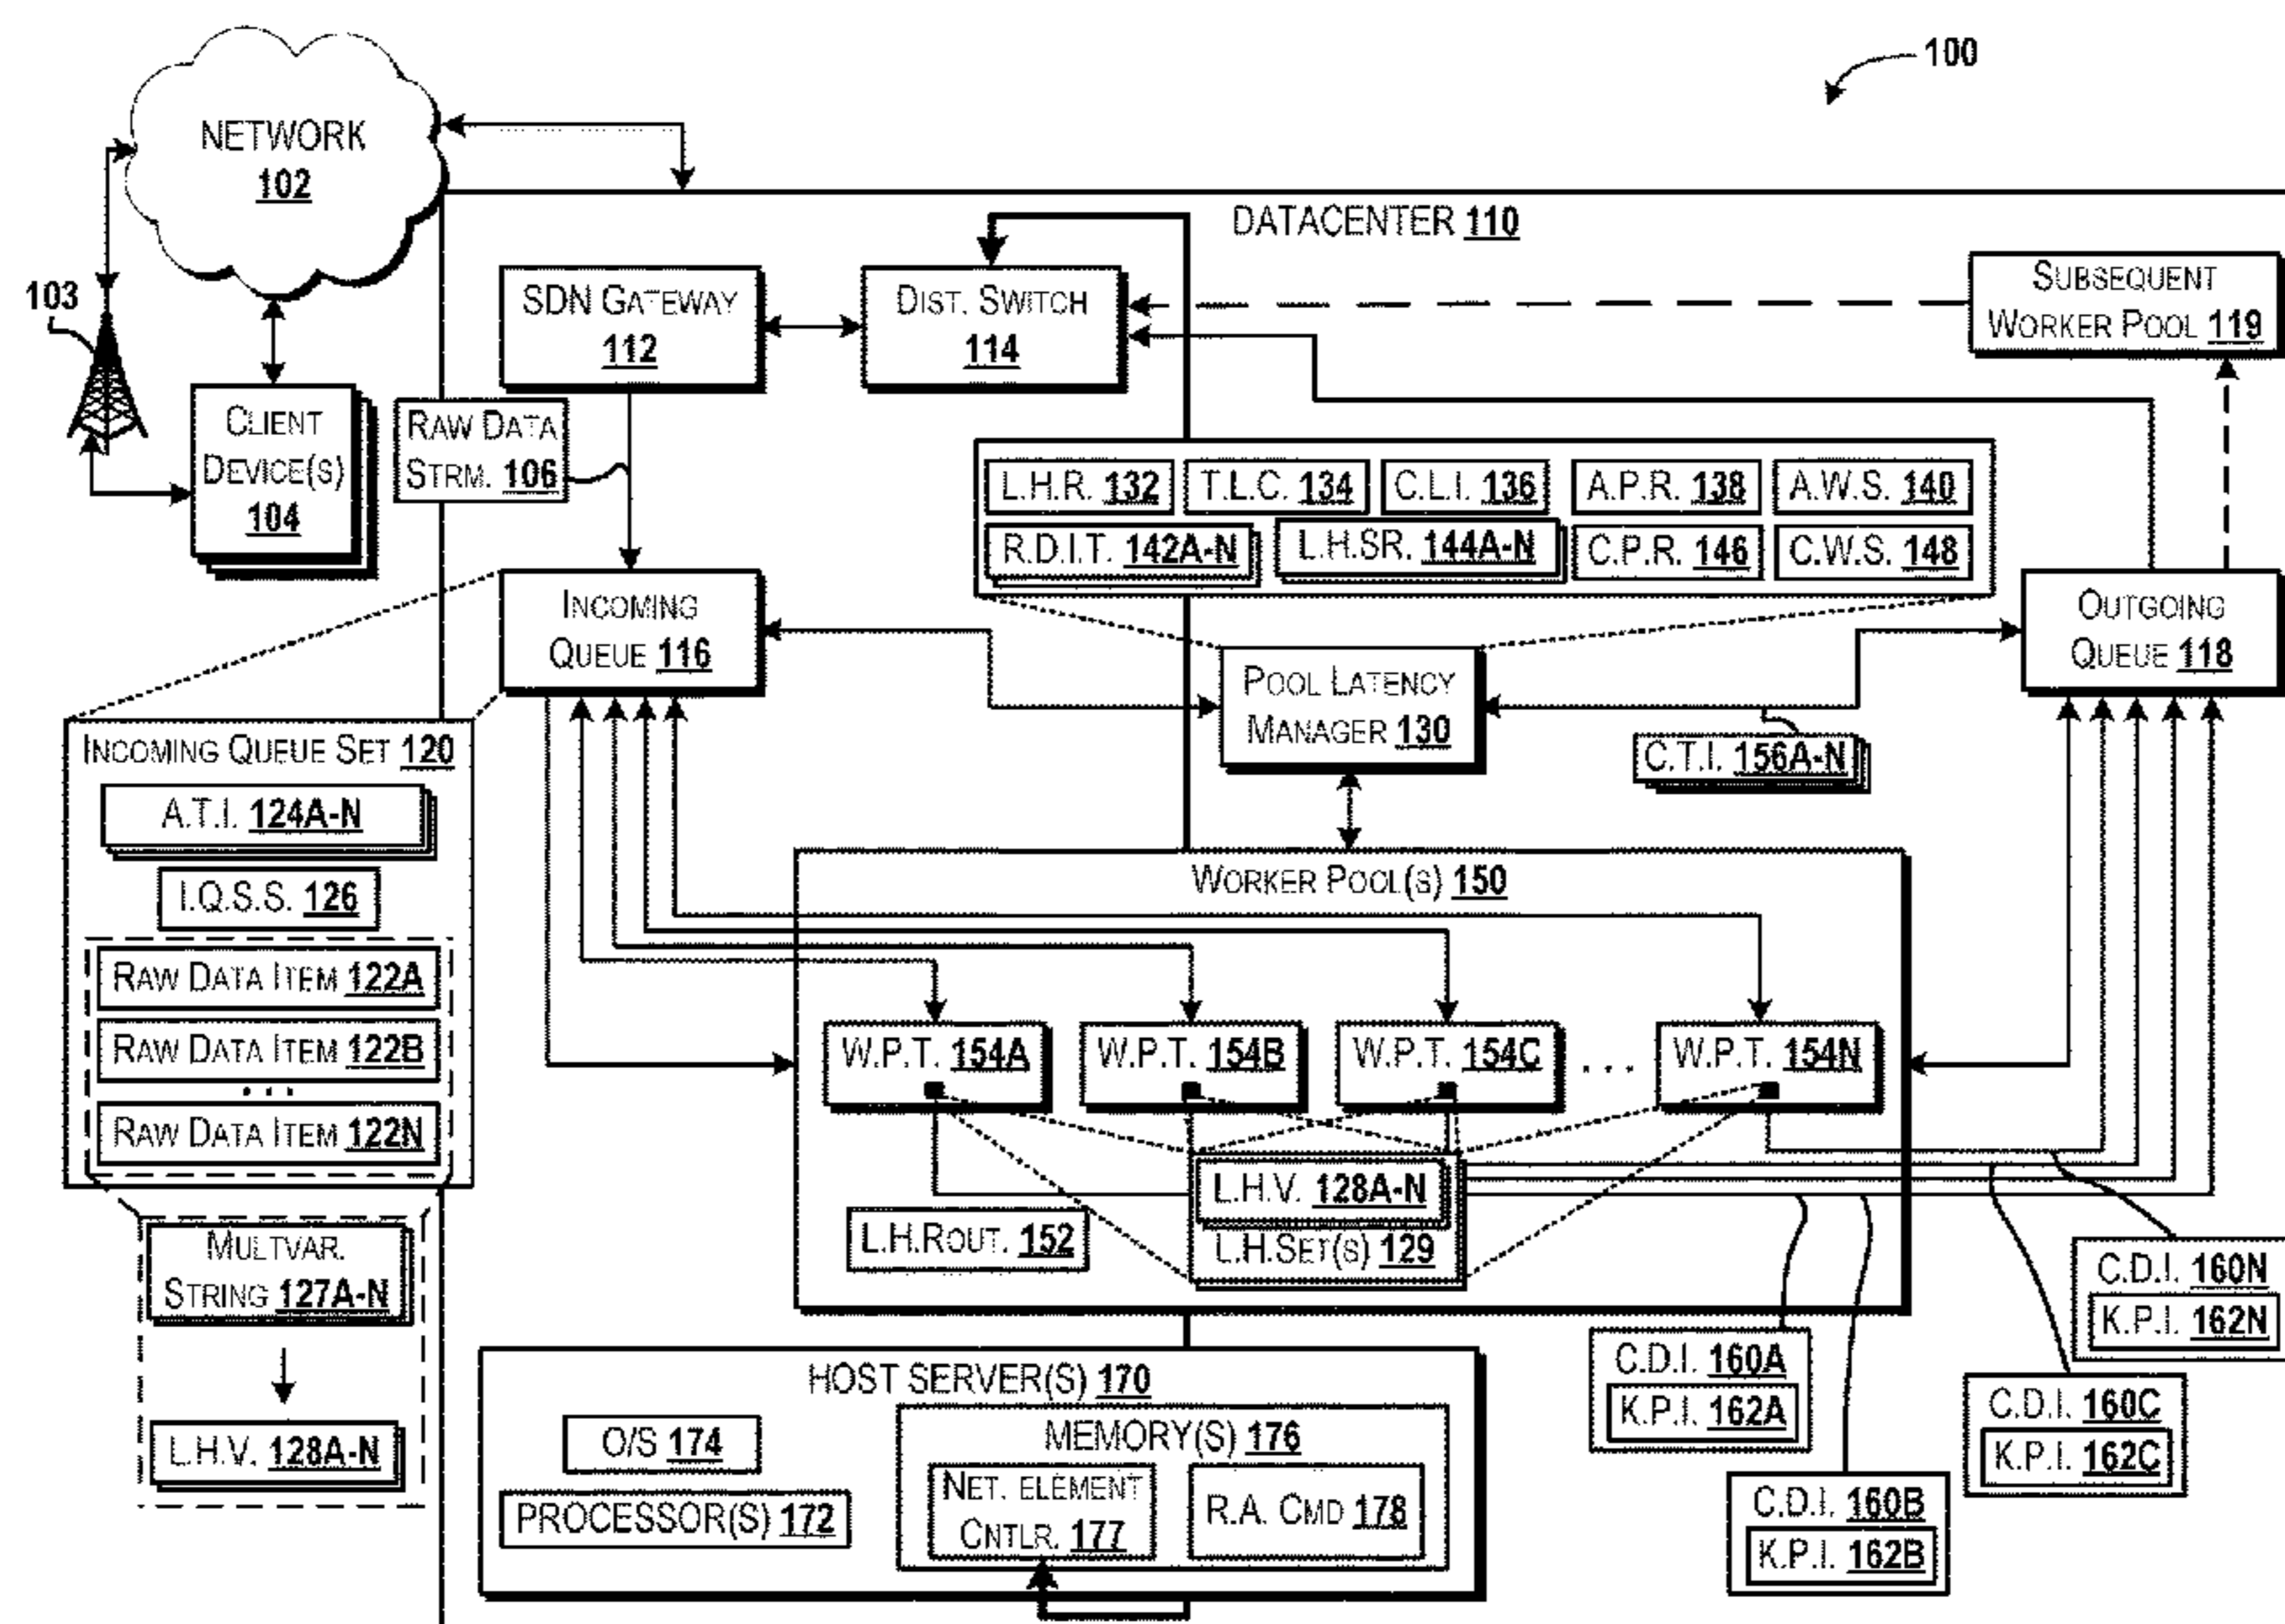 100
NETWORK
102
103
CLIENT
DEVICE(S)
104
DATACENTER 110
SDN GATEWAY
112
DIST. SWITCH
114
SUBSEQUENT
WORKER POOL 119
RAW DATA
STRM. 106
L.H.R. 132
T.L.C. 134
C.L.I. 136
A.P.R. 138
A.W.S. 140
R.D.I.T. 142A-N
L.H.SR. 144A-N
C.P.R. 146
C.W.S. 148
INCOMING
QUEUE 116
OUTGOING
QUEUE 118
POOL LATENCY
MANAGER 130
C.T.I. 156A-N
INCOMING QUEUE SET 120
A.T.I. 124A-N
I.Q.S.S. 126
RAW DATA ITEM 122A
RAW DATA ITEM 122B
...
RAW DATA ITEM 122N
MULTVAR.
STRING 127A-N
L.H.V. 128A-N
WORKER POOL(S) 150
W.P.T. 154A
W.P.T. 154B
W.P.T. 154C
...
W.P.T. 154N
L.H.V. 128A-N
L.H.SET(S) 129
L.H.ROUT. 152
HOST SERVER(S) 170
O/S 174
PROCESSOR(S) 172
MEMORY(S) 176
NET. ELEMENT
CNTLR. 177
R.A. CMD 178
C.D.I. 160A
K.P.I. 162A
C.D.I. 160B
K.P.I. 162B
C.D.I. 160C
K.P.I. 162C
C.D.I. 160N
K.P.I. 162N